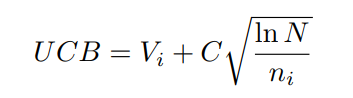 UCB = V_i + C\sqrt{\frac{\ln N}{n_i}}